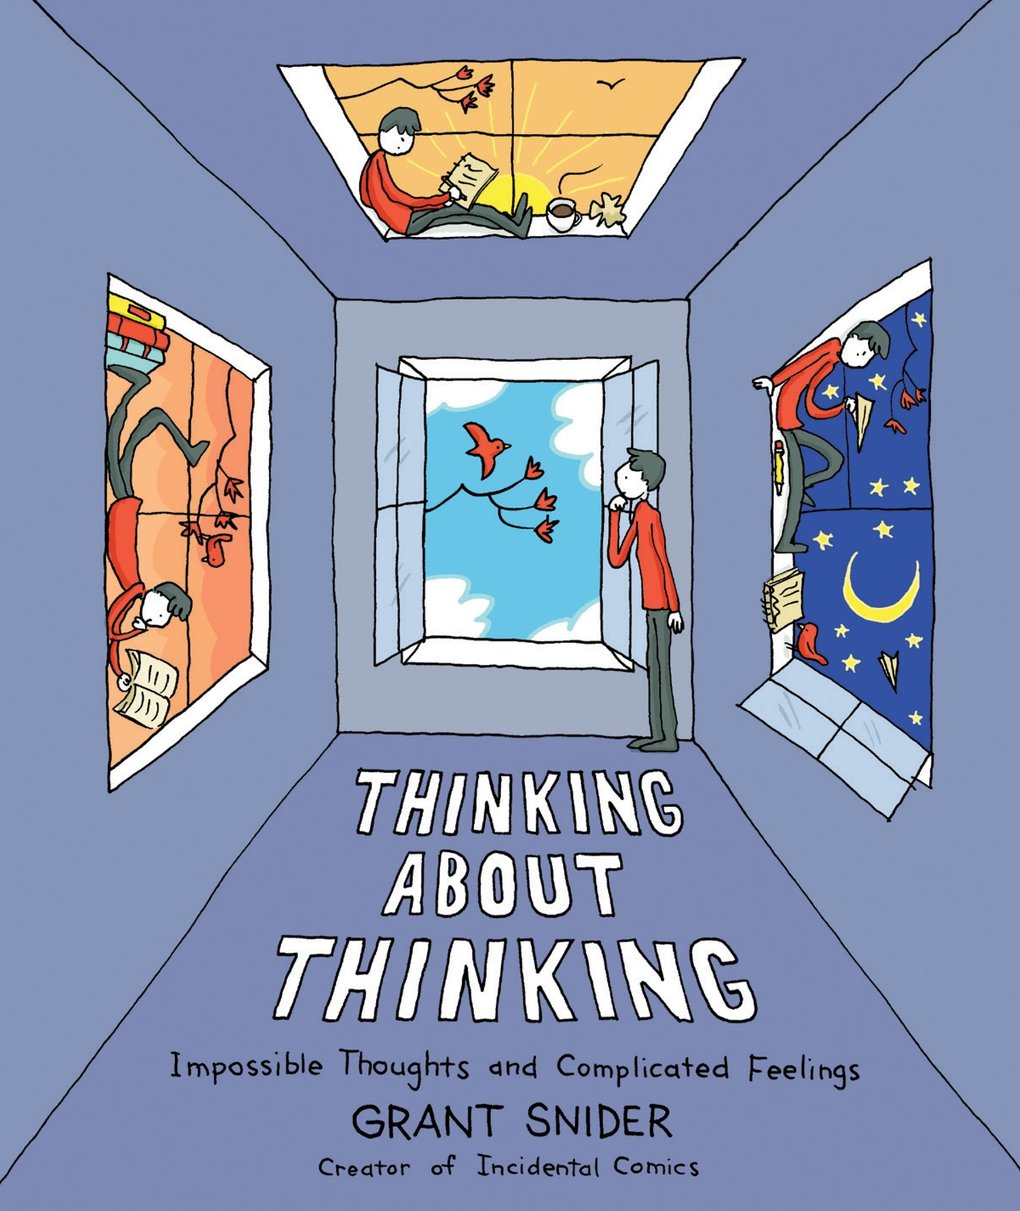 THINKING
ABOUT
THINKING
Impossible Thoughts and Complicated Feelings
GRANT SNIDER
Creator of Incidental Comics